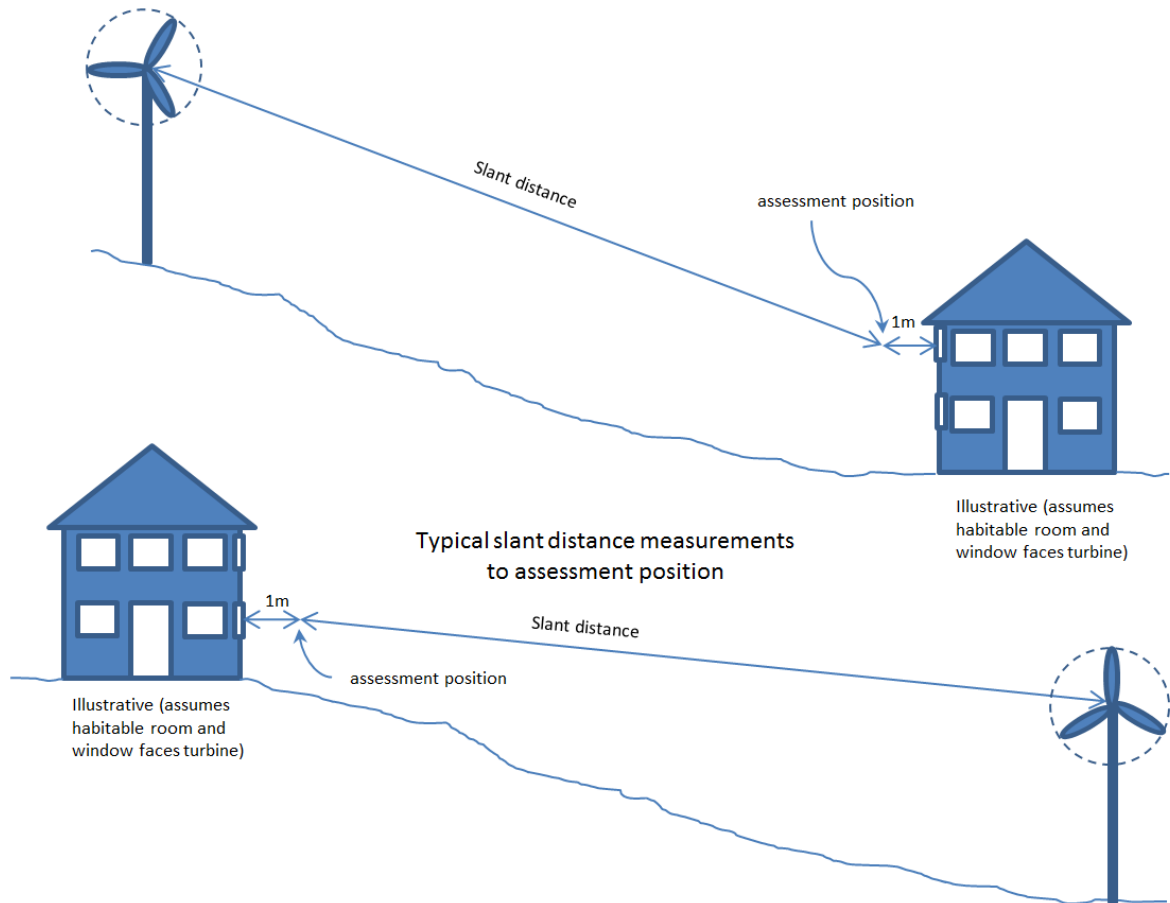 Slant distance
assessment position
1m
Illustrative (assumes
habitable room and
window faces turbine)
Typical slant distance measurements
to assessment position
1m
Slant distance
assessment position
Illustrative (assumes
habitable room and
window faces turbine)